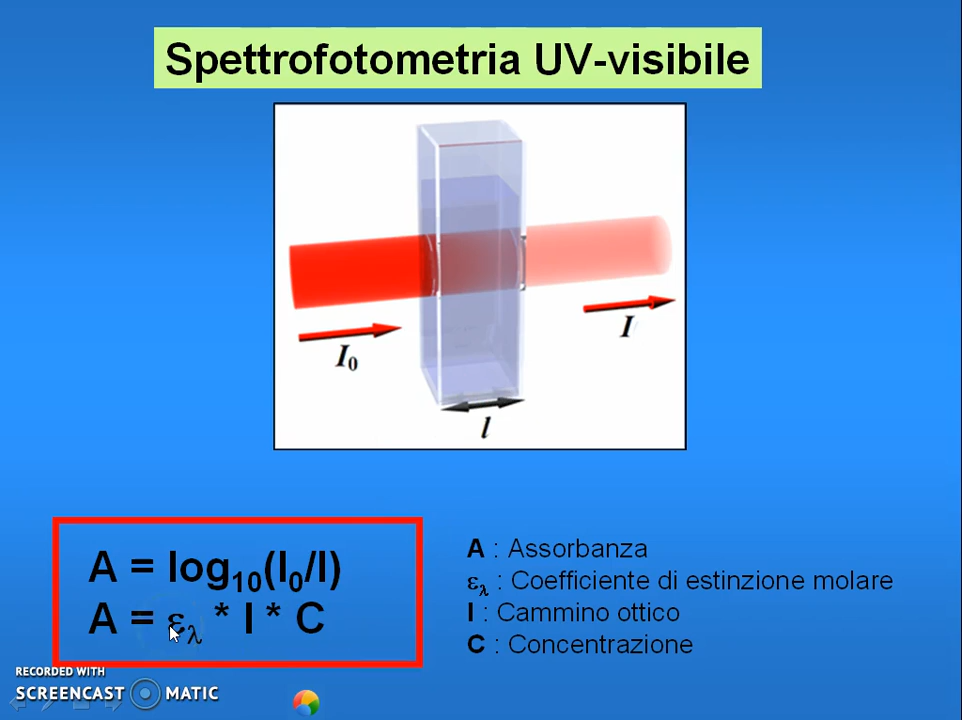 Spettrofotometria UV-visibile
I₀
I
l
A = log₁₀(I₀/I)
A = ελ * l * C
A : Assorbanza
ελ : Coefficiente di estinzione molare
l : Cammino ottico
C : Concentrazione
RECORDED WITH
SCREENCAST MATIC